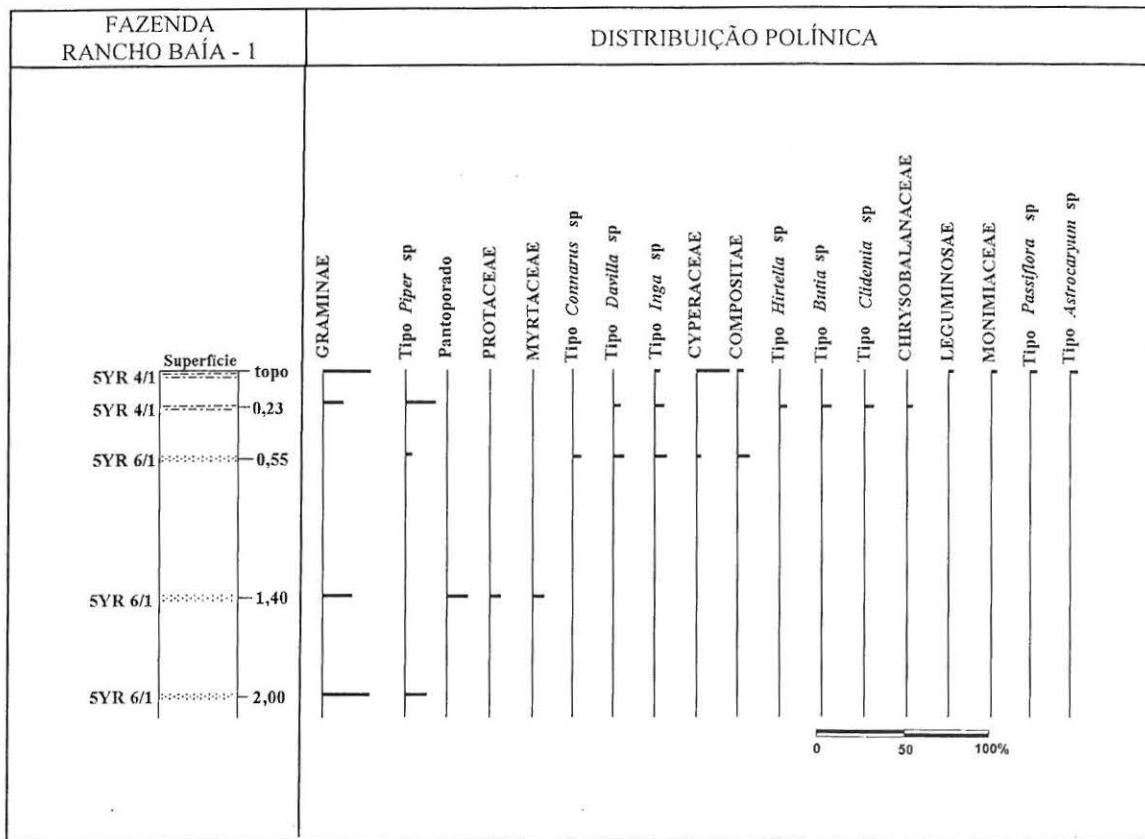 FAZENDA
RANCHO BAÍA - 1
DISTRIBUIÇÃO POLÍNICA
GRAMINAE
Tipo Piper sp
Pantoporado
PROTACEAE
MYRTACEAE
Tipo Connarus sp
Tipo Davilla sp
Tipo Inga sp
CYPERACEAE
COMPOSITAE
Tipo Hirtella sp
Tipo Butia sp
Tipo Clidemia sp
CHRYSOBALANACEAE
LEGUMINOSAE
MONIMIACEAE
Tipo Passiflora sp
Tipo Astrocaryum sp
Superfície
5YR 4/1 topo
5YR 4/1 0,23
5YR 6/1 0,55
5YR 6/1 1,40
5YR 6/1 2,00
0 50 100%